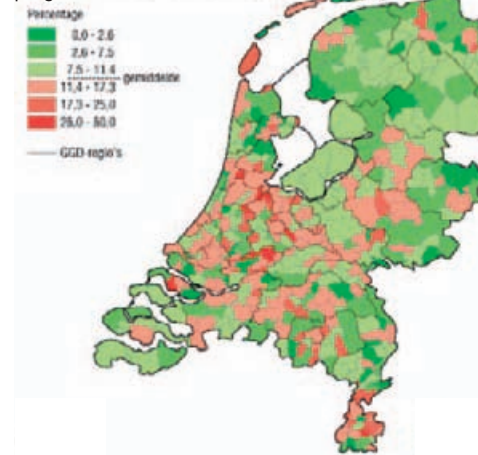 Percentage
0,0 - 2,6
2,6 - 7,5
7,5 - 11,4
gemiddelde
11,4 - 17,3
17,3 - 25,0
25,0 - 50,0
GGD-regio's